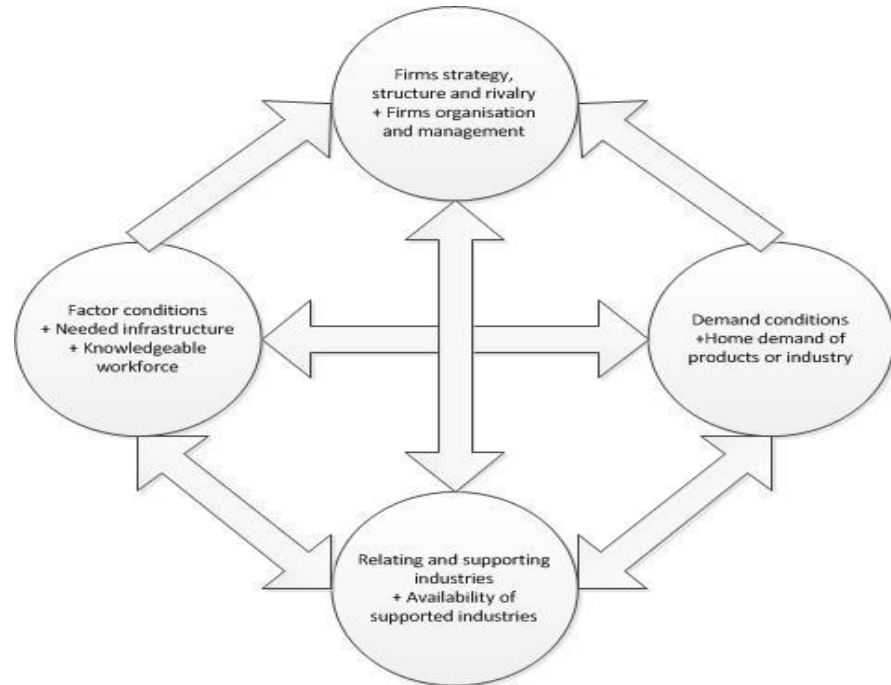 Firms strategy,
structure and rivalry
+ Firms organisation
and management
Factor conditions
+ Needed infrastructure
+ Knowledgeable
workforce
Demand conditions
+Home demand of
products or industry
Relating and supporting
industries
+ Availability of
supported industries